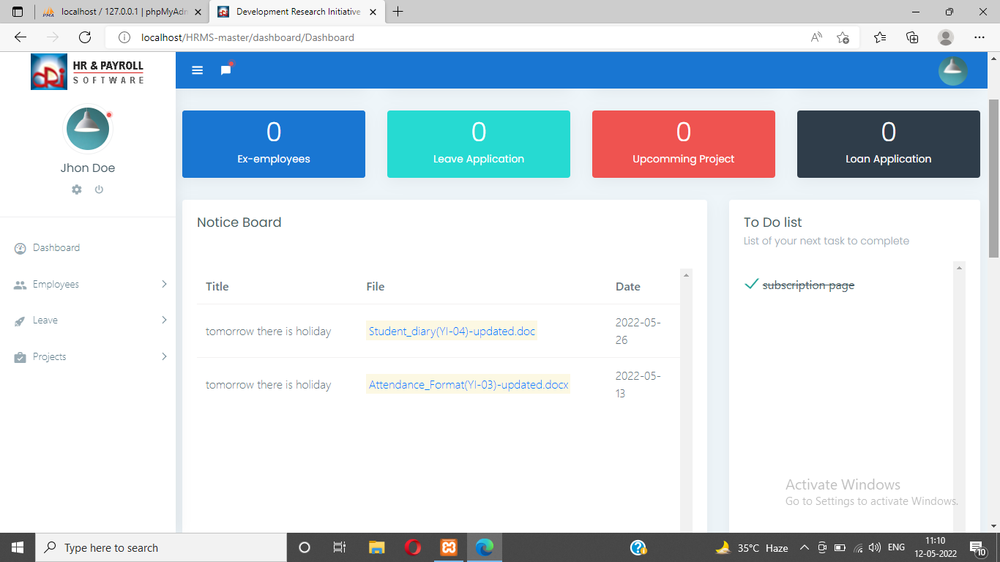 localhost / 127.0.0.1 | phpMyAdm
Development Research Initiative
localhost/HRMS-master/dashboard/Dashboard
HR & PAYROLL
SOFTWARE
Jhon Doe
Dashboard
Employees
Leave
Projects
0
Ex-employees
0
Leave Application
0
Upcomming Project
0
Loan Application
Notice Board
Title File Date
tomorrow there is holiday Student_diary(YI-04)-updated.doc 2022-05-
26
tomorrow there is holiday Attendance_Format(YI-03)-updated.docx 2022-05-
13
To Do list
List of your next task to complete
subscription page
Activate Windows
Go to Settings to activate Windows.
Type here to search
35°C Haze
ENG
11:10
12-05-2022
10